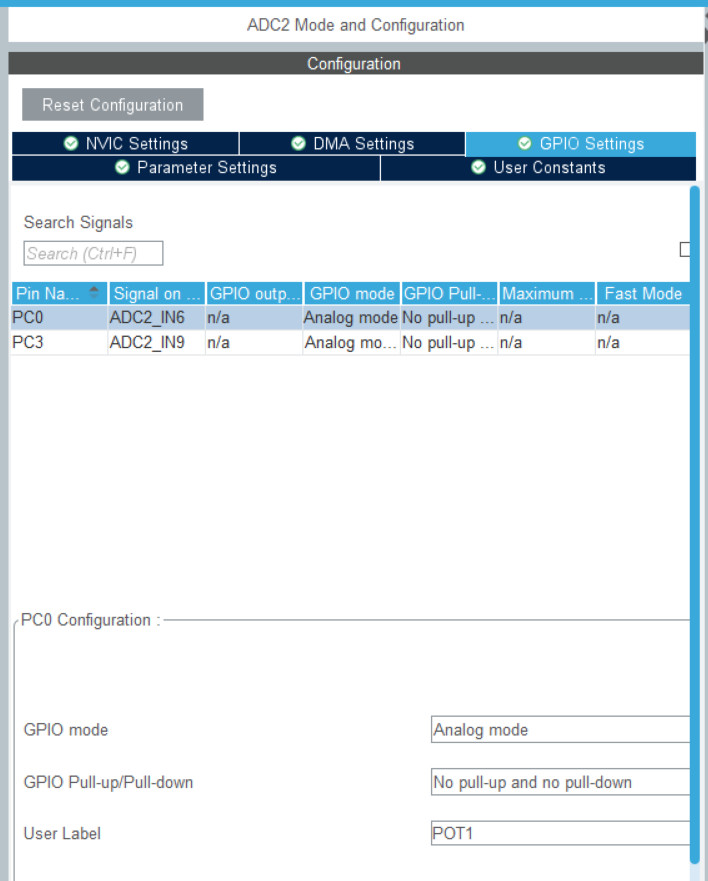 ADC2 Mode and Configuration
Configuration
Reset Configuration
NVIC Settings DMA Settings GPIO Settings
Parameter Settings User Constants
Search Signals
Search (Ctrl+F)
Pin Na... Signal on ... GPIO outp... GPIO mode GPIO Pull-... Maximum ... Fast Mode
PC0 ADC2_IN6 n/a Analog mode No pull-up ... n/a n/a
PC3 ADC2_IN9 n/a Analog mo... No pull-up ... n/a n/a
PC0 Configuration :
GPIO mode Analog mode
GPIO Pull-up/Pull-down No pull-up and no pull-down
User Label POT1